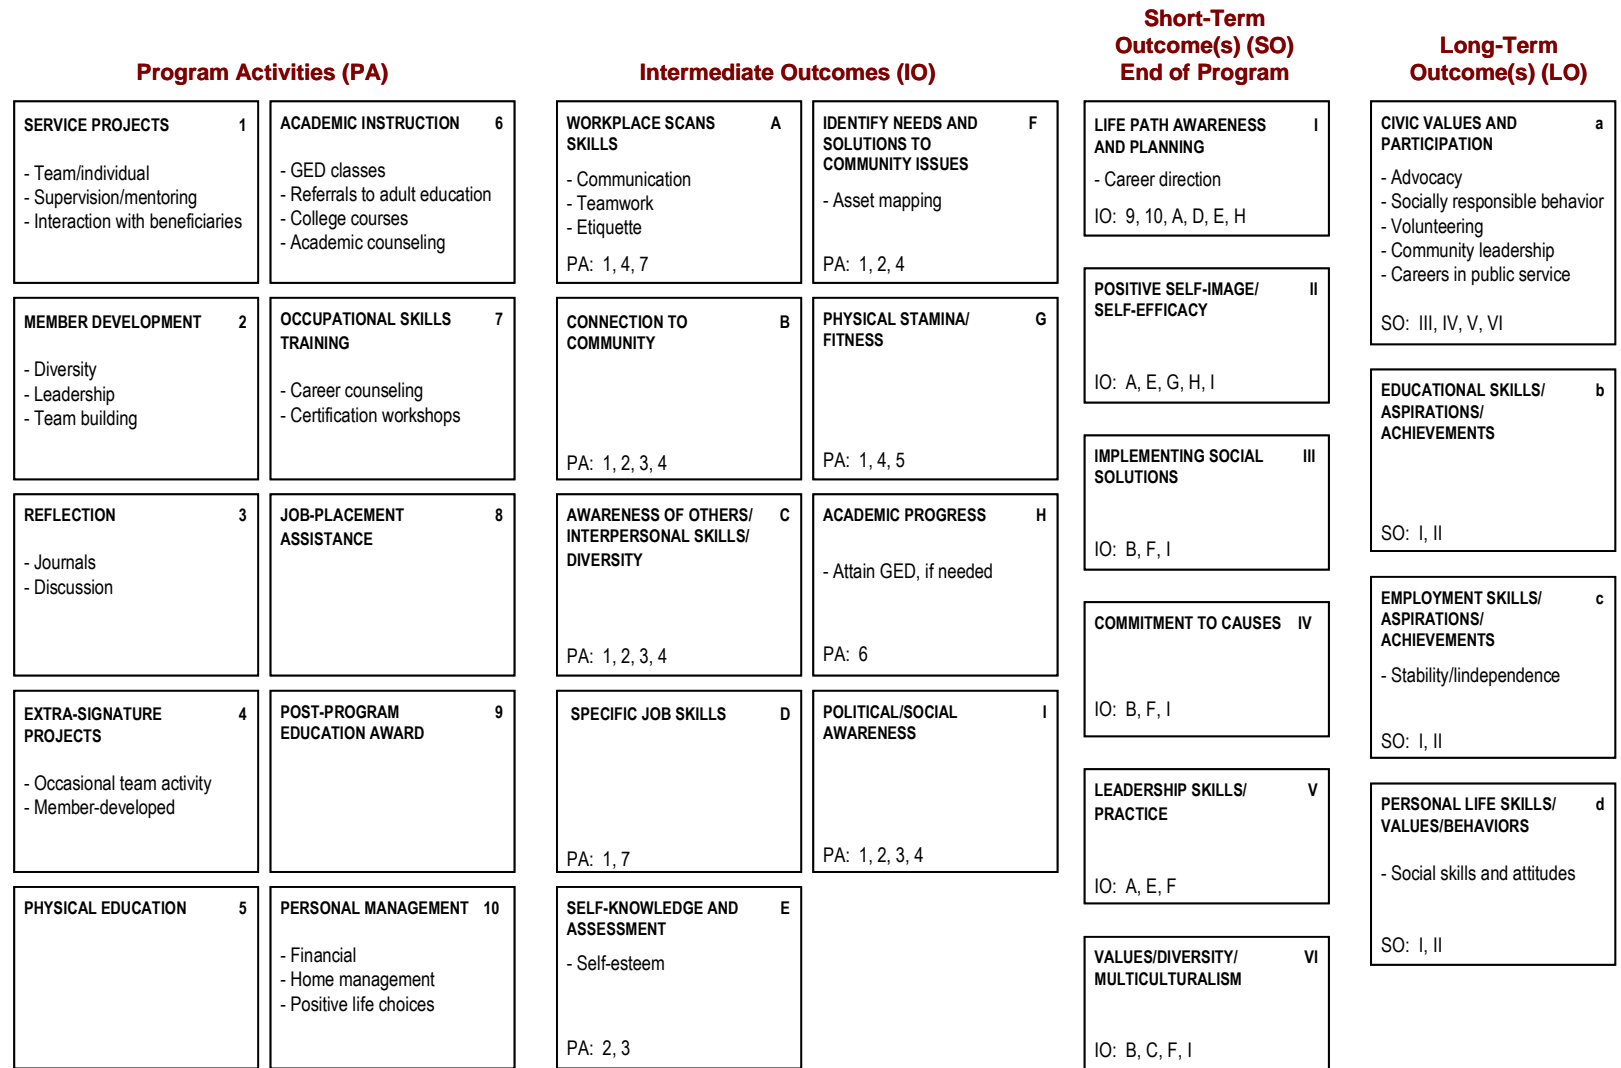 Program Activities (PA)
Intermediate Outcomes (IO)
Short-Term
Outcome(s) (SO)
End of Program
Long-Term
Outcome(s) (LO)
SERVICE PROJECTS 1
- Team/individual
- Supervision/mentoring
- Interaction with beneficiaries
MEMBER DEVELOPMENT 2
- Diversity
- Leadership
- Team building
REFLECTION 3
- Journals
- Discussion
EXTRA-SIGNATURE 4
PROJECTS
- Occasional team activity
- Member-developed
PHYSICAL EDUCATION 5
ACADEMIC INSTRUCTION 6
- GED classes
- Referrals to adult education
- College courses
- Academic counseling
OCCUPATIONAL SKILLS 7
TRAINING
- Career counseling
- Certification workshops
JOB-PLACEMENT 8
ASSISTANCE
POST-PROGRAM 9
EDUCATION AWARD
PERSONAL MANAGEMENT 10
- Financial
- Home management
- Positive life choices
WORKPLACE SCANS A
SKILLS
- Communication
- Teamwork
- Etiquette
PA: 1, 4, 7
CONNECTION TO B
COMMUNITY
PA: 1, 2, 3, 4
AWARENESS OF OTHERS/ C
INTERPERSONAL SKILLS/
DIVERSITY
PA: 1, 2, 3, 4
SPECIFIC JOB SKILLS D
PA: 1, 7
SELF-KNOWLEDGE AND E
ASSESSMENT
- Self-esteem
PA: 2, 3
IDENTIFY NEEDS AND F
SOLUTIONS TO
COMMUNITY ISSUES
- Asset mapping
PA: 1, 2, 4
PHYSICAL STAMINA/ G
FITNESS
PA: 1, 4, 5
ACADEMIC PROGRESS H
- Attain GED, if needed
PA: 6
POLITICAL/SOCIAL I
AWARENESS
PA: 1, 2, 3, 4
LIFE PATH AWARENESS I
AND PLANNING
- Career direction
IO: 9, 10, A, D, E, H
POSITIVE SELF-IMAGE/ II
SELF-EFFICACY
IO: A, E, G, H, I
IMPLEMENTING SOCIAL III
SOLUTIONS
IO: B, F, I
COMMITMENT TO CAUSES IV
IO: B, F, I
LEADERSHIP SKILLS/ V
PRACTICE
IO: A, E, F
VALUES/DIVERSITY/ VI
MULTICULTURALISM
IO: B, C, F, I
CIVIC VALUES AND a
PARTICIPATION
- Advocacy
- Socially responsible behavior
- Volunteering
- Community leadership
- Careers in public service
SO: III, IV, V, VI
EDUCATIONAL SKILLS/ b
ASPIRATIONS/
ACHIEVEMENTS
SO: I, II
EMPLOYMENT SKILLS/ c
ASPIRATIONS/
ACHIEVEMENTS
- Stability/Iindependence
SO: I, II
PERSONAL LIFE SKILLS/ d
VALUES/BEHAVIORS
- Social skills and attitudes
SO: I, II